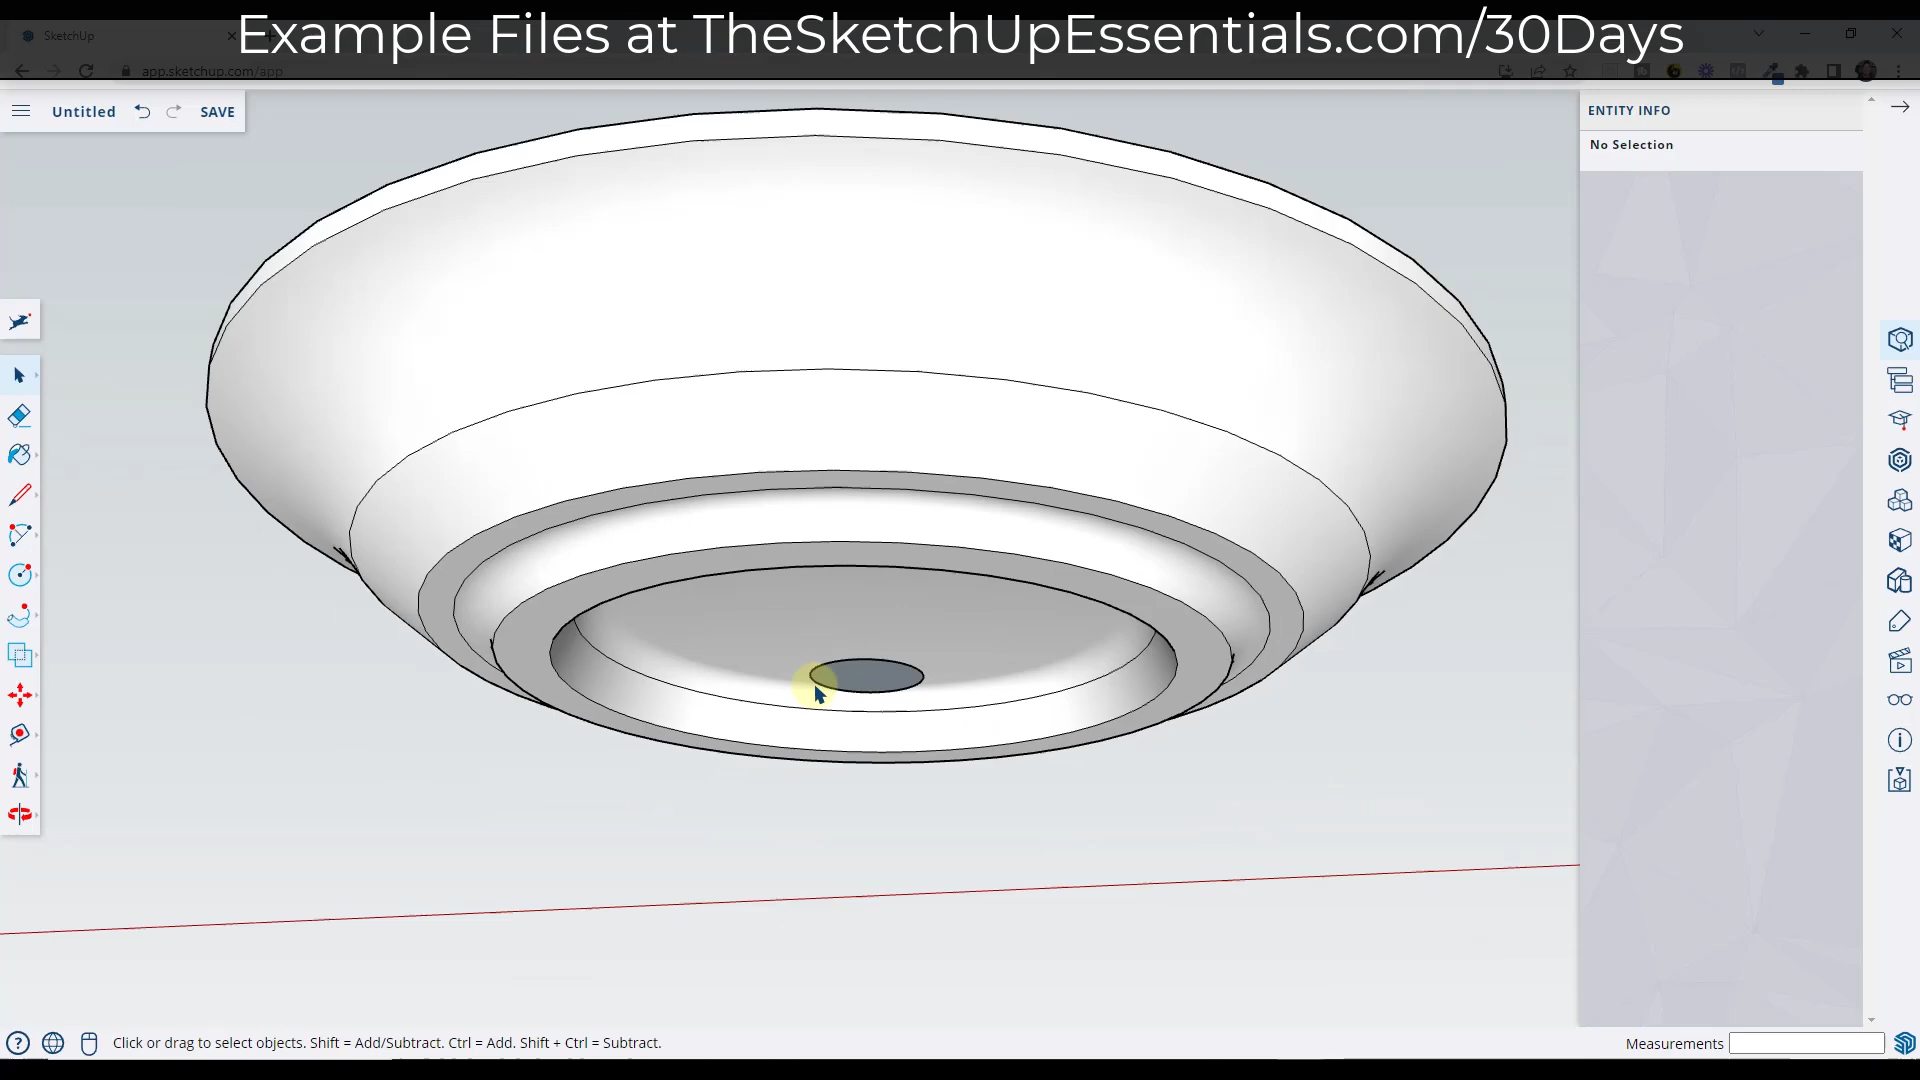 Example Files at TheSketchUpEssentials.com/30Days
SketchUp
app.sketchup.com/app
Untitled
SAVE
ENTITY INFO
No Selection
Click or drag to select objects. Shift = Add/Subtract. Ctrl = Add. Shift + Ctrl = Subtract.
Measurements